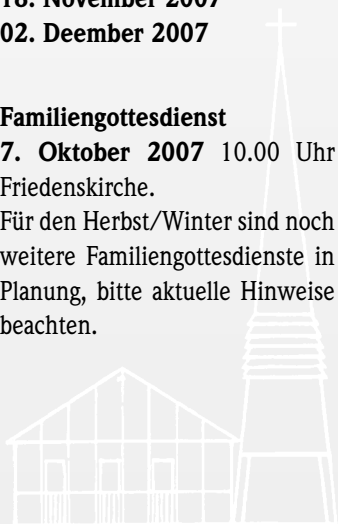 18. November 2007
02. Deember 2007
Familiengottesdienst
7. Oktober 2007 10.00 Uhr
Friedenskirche.
Für den Herbst/Winter sind noch
weitere Familiengottesdienste in
Planung, bitte aktuelle Hinweise
beachten.